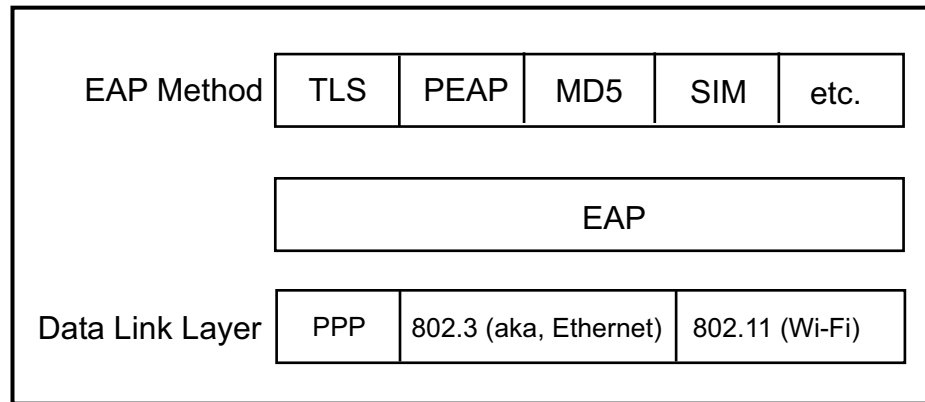 EAP Method TLS PEAP MD5 SIM etc.
EAP
Data Link Layer PPP 802.3 (aka, Ethernet) 802.11 (Wi-Fi)